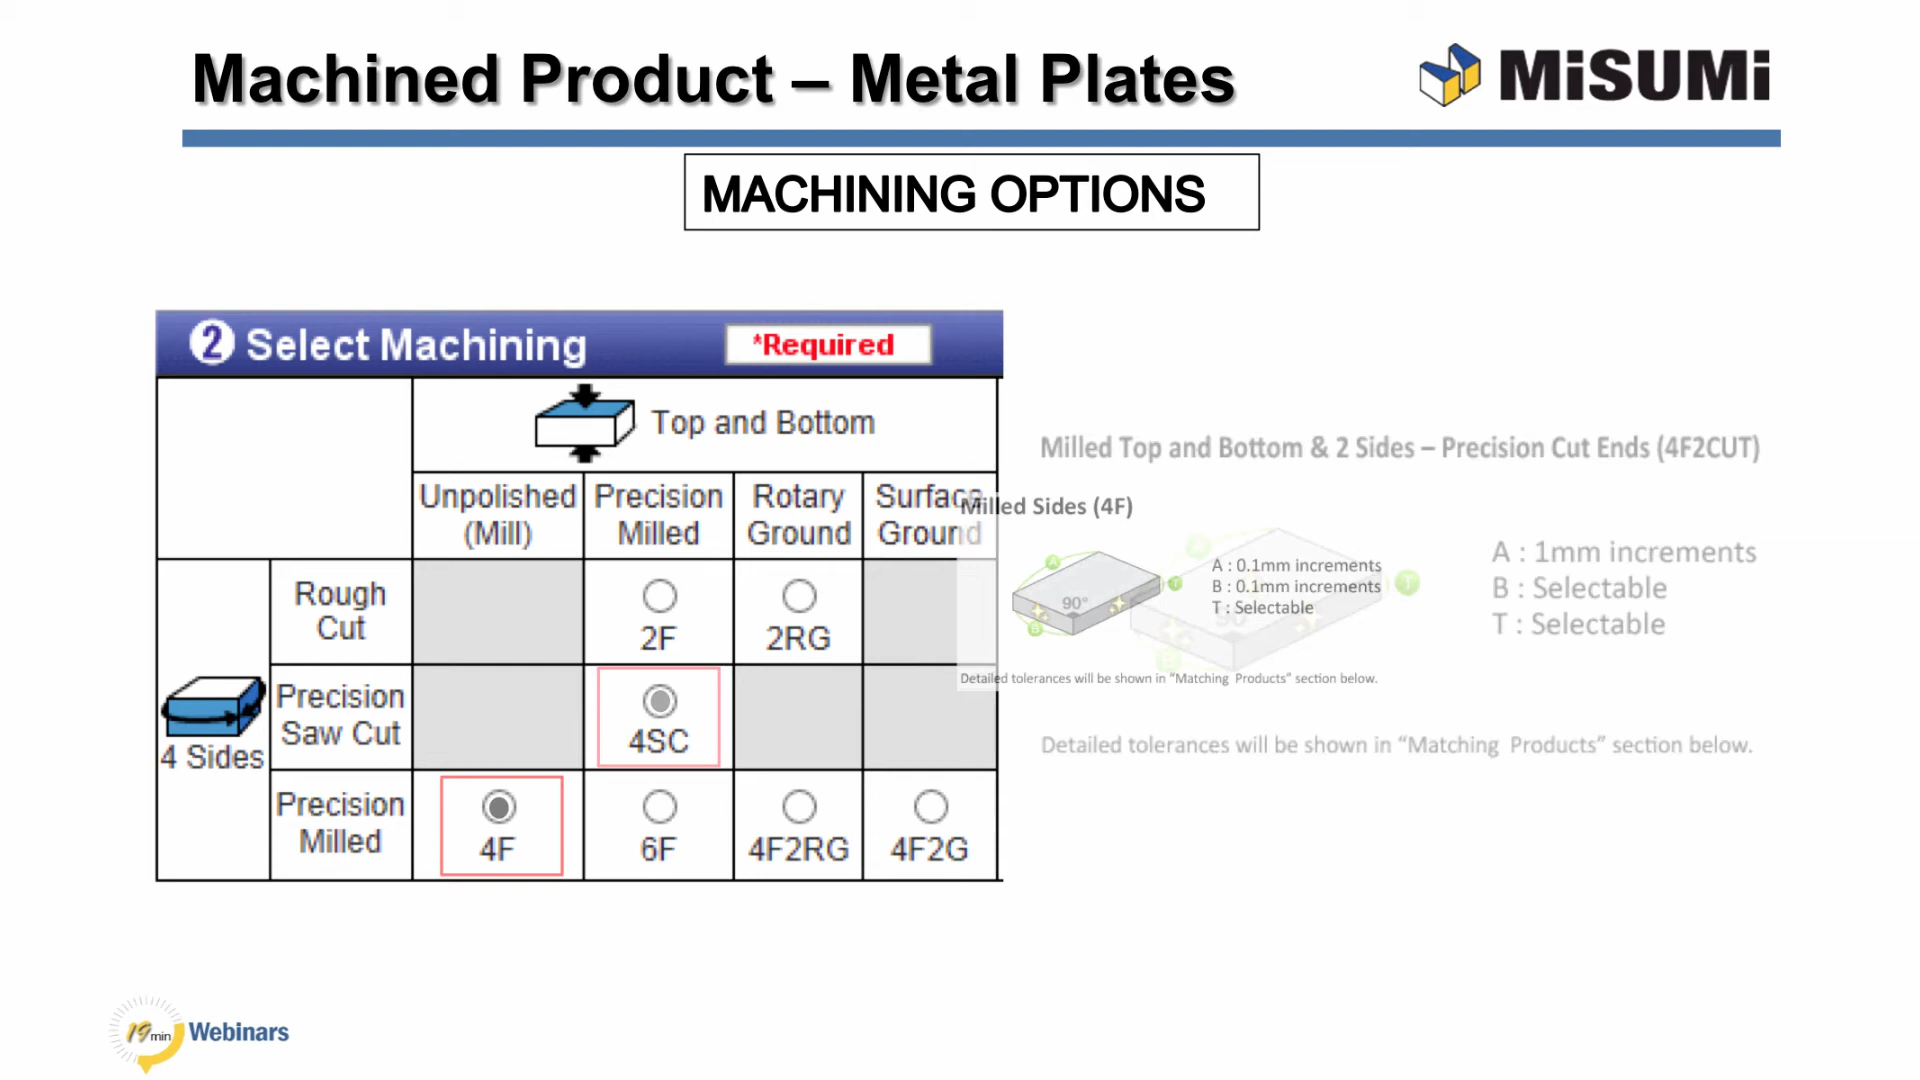 Machined Product – Metal Plates
MiSUMi
MACHINING OPTIONS
2 Select Machining
*Required
Top and Bottom
Unpolished (Mill)
Precision Milled
Rotary Ground
Surface Ground
4 Sides
Rough Cut
2F
2RG
Precision Saw Cut
4SC
Precision Milled
4F
6F
4F2RG
4F2G
Milled Top and Bottom & 2 Sides – Precision Cut Ends (4F2CUT)
Milled Sides (4F)
A
T
90°
B
A : 0.1mm increments
B : 0.1mm increments
T : Selectable
Detailed tolerances will be shown in “Matching Products” section below.
A
T
90
B
A : 1mm increments
B : Selectable
T : Selectable
Detailed tolerances will be shown in “Matching Products” section below.
19 min Webinars